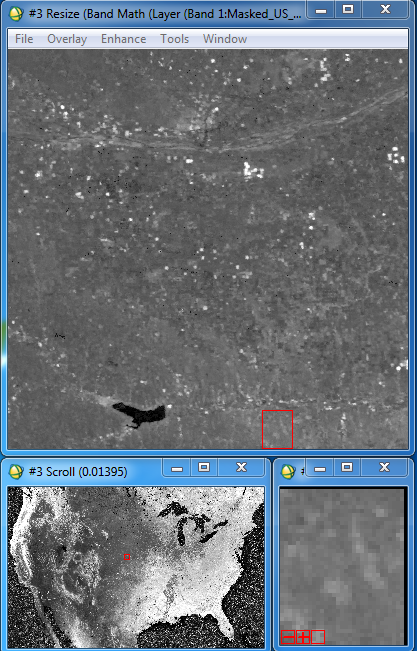 #3 Resize (Band Math (Layer (Band 1:Masked_US_...
File Overlay Enhance Tools Window
#3 Scroll (0.01395)
#